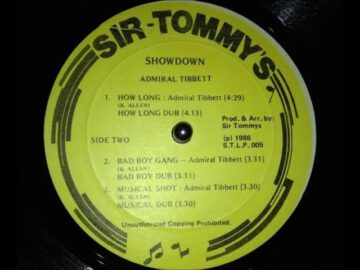 SIR-TOMMY'S
SHOWDOWN
ADMIRAL TIBBETT
1. HOW LONG : Admiral Tibbett (4:29)
(K. ALLEN)
HOW LONG DUB (4.13)
Prod. & Arr. by:
Sir Tommys
SIDE TWO
(p) 1986
S.T.L.P. 005
2. BAD BOY GANG – Admiral Tibbett (3.31)
(K. ALLEN)
BAD BOY DUB (3.31)
3. MUSICAL SHOT : Admiral Tibbett (3.30)
(K. ALLEN)
MUSICAL DUB (3.30)
Unauthorized Copying Prohibited.